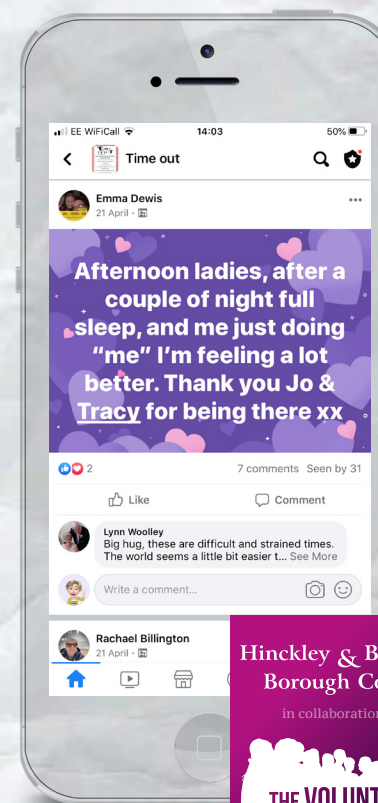 EE WiFiCall 14:03 50%
Time out
Emma Dewis
21 April
Afternoon ladies, after a
couple of night full
sleep, and me just doing
“me” I’m feeling a lot
better. Thank you Jo &
Tracy for being there xx
2 7 comments Seen by 31
Like Comment
Lynn Woolley
Big hug, these are difficult and strained times.
The world seems a little bit easier t... See More
Write a comment...
Rachael Billington
21 April
Hinckley & B
Borough Co
in collaboration
THE VOLUNT